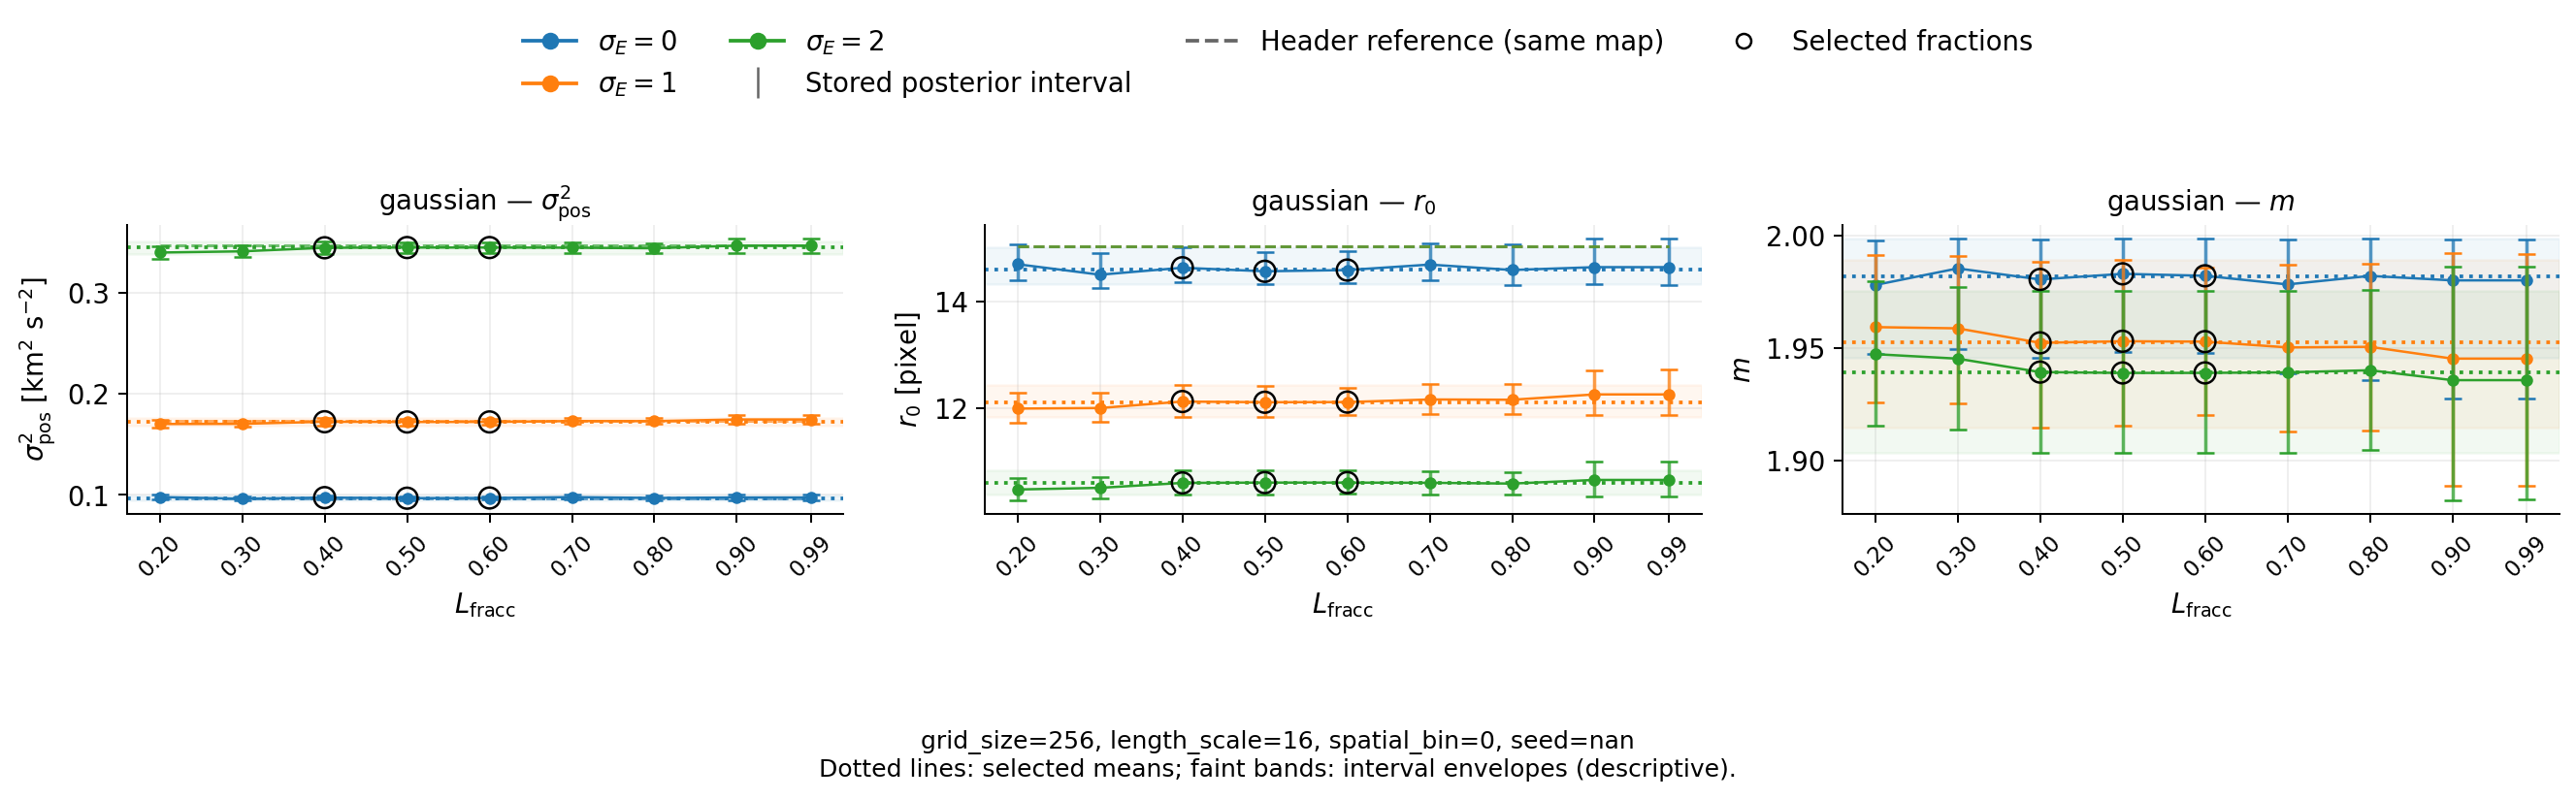 σ_E = 0
σ_E = 2
Header reference (same map)
Selected fractions
σ_E = 1
Stored posterior interval
gaussian — σ²_pos
σ²_pos [km² s⁻²]
0.3
0.2
0.1
0.20 0.30 0.40 0.50 0.60 0.70 0.80 0.90 0.99
L_fracc
gaussian — r₀
r₀ [pixel]
14
12
0.20 0.30 0.40 0.50 0.60 0.70 0.80 0.90 0.99
L_fracc
gaussian — m
m
2.00
1.95
1.90
0.20 0.30 0.40 0.50 0.60 0.70 0.80 0.90 0.99
L_fracc
grid_size=256, length_scale=16, spatial_bin=0, seed=nan
Dotted lines: selected means; faint bands: interval envelopes (descriptive).